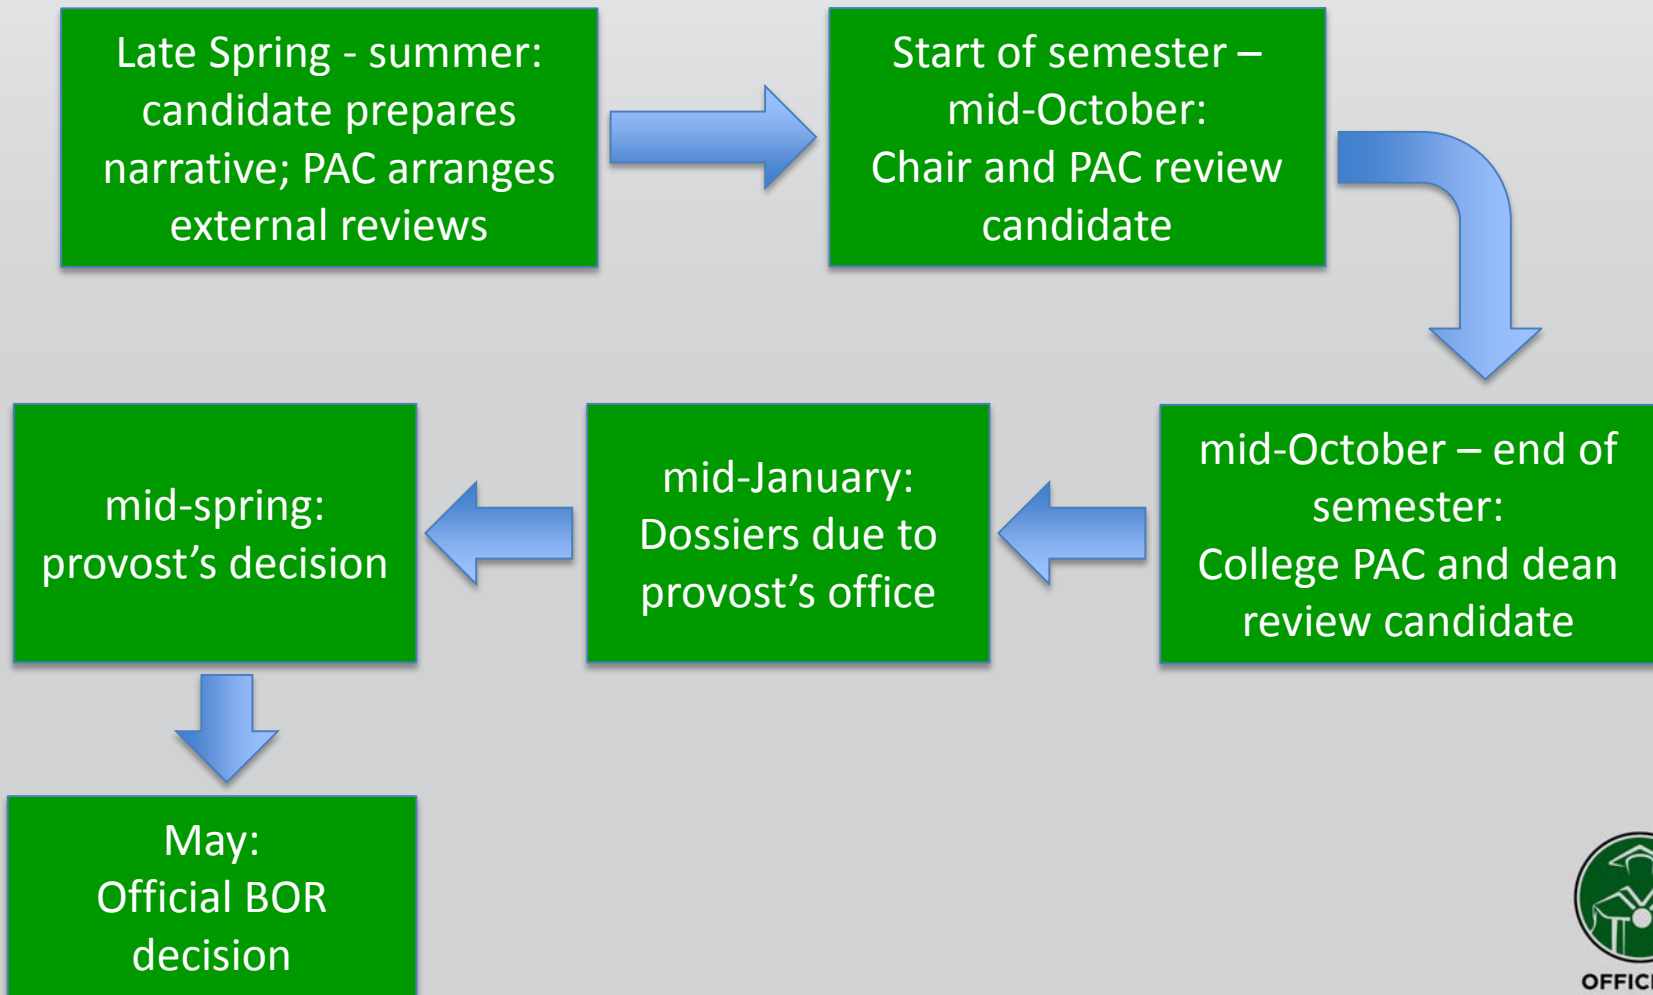 Late Spring - summer:
candidate prepares
narrative; PAC arranges
external reviews
Start of semester –
mid-October:
Chair and PAC review
candidate
mid-October – end of
semester:
College PAC and dean
review candidate
mid-January:
Dossiers due to
provost’s office
mid-spring:
provost’s decision
May:
Official BOR
decision